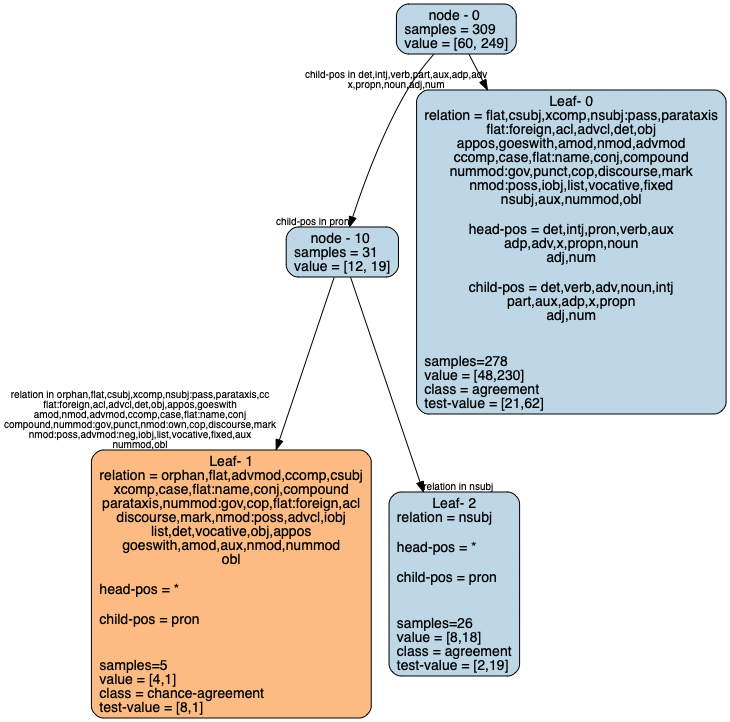 node - 0
samples = 309
value = [60, 249]
child-pos in det,intj,verb,part,aux,adp,adv
x,propn,noun,adj,num
Leaf- 0
relation = flat,csubj,xcomp,nsubj:pass,parataxis
flat:foreign,acl,advcl,det,obj
appos,goeswith,amod,nmod,advmod
ccomp,case,flat:name,conj,compound
nummod:gov,punct,cop,discourse,mark
nmod:poss,iobj,list,vocative,fixed
nsubj,aux,nummod,obl
head-pos = det,intj,pron,verb,aux
adp,adv,x,propn,noun
adj,num
child-pos = det,verb,adv,noun,intj
part,aux,adp,x,propn
adj,num
samples=278
value = [48,230]
class = agreement
test-value = [21,62]
child-pos in pron
node - 10
samples = 31
value = [12, 19]
relation in orphan,flat,csubj,xcomp,nsubj:pass,parataxis,cc
flat:foreign,acl,advcl,det,obj,appos,goeswith
amod,nmod,advmod,ccomp,case,flat:name,conj
compound,nummod:gov,punct,nmod:own,cop,discourse,mark
nmod:poss,advmod:neg,iobj,list,vocative,fixed,aux
nummod,obl
Leaf- 1
relation = orphan,flat,advmod,ccomp,csubj
xcomp,case,flat:name,conj,compound
parataxis,nummod:gov,cop,flat:foreign,acl
discourse,mark,nmod:poss,advcl,iobj
list,det,vocative,obj,appos
goeswith,amod,aux,nmod,nummod
obl
head-pos = *
child-pos = pron
samples=5
value = [4,1]
class = chance-agreement
test-value = [8,1]
relation in nsubj
Leaf- 2
relation = nsubj
head-pos = *
child-pos = pron
samples=26
value = [8,18]
class = agreement
test-value = [2,19]